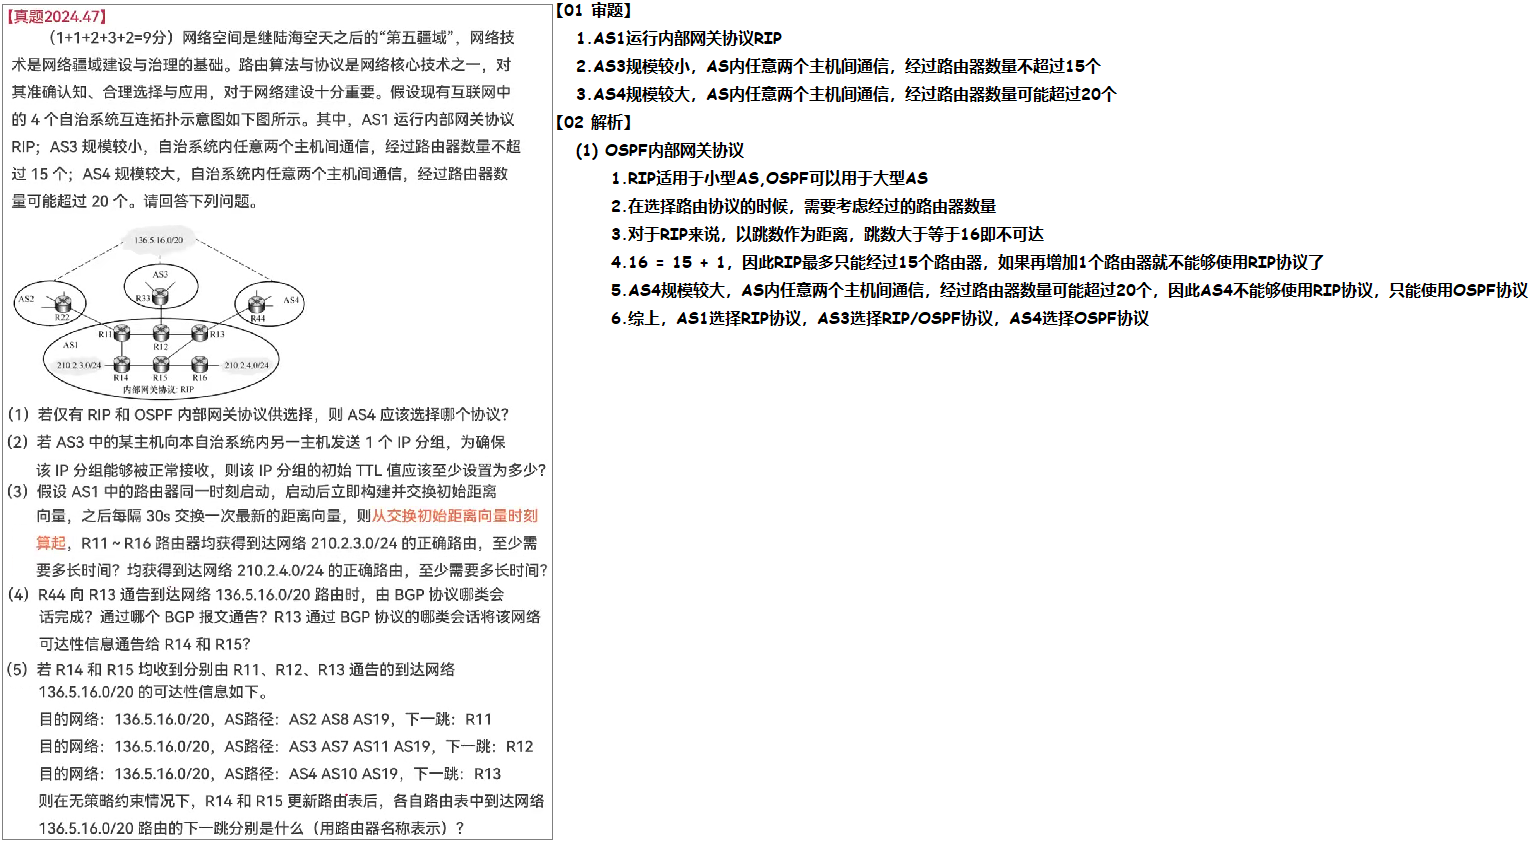 【真题2024.47】
（1+1+2+3+2=9分）网络空间是继陆海空天之后的“第五疆域”，网络技
术是网络疆域建设与治理的基础。路由算法与协议是网络核心技术之一，对
其准确认知、合理选择与应用，对于网络建设十分重要。假设现有互联网中
的 4 个自治系统互连拓扑示意图如下图所示。其中，AS1 运行内部网关协议
RIP；AS3 规模较小，自治系统内任意两个主机间通信，经过路由器数量不超
过 15 个；AS4 规模较大，自治系统内任意两个主机间通信，经过路由器数
量可能超过 20 个。请回答下列问题。
136.5.16.0/20
AS3
R33
AS2
R22
AS4
R44
R11
R12
R13
AS1
210.2.3.0/24
210.2.4.0/24
R14
R15
R16
内部网关协议: RIP
（1）若仅有 RIP 和 OSPF 内部网关协议供选择，则 AS4 应该选择哪个协议？
（2）若 AS3 中的某主机向本自治系统内另一主机发送 1 个 IP 分组，为确保
该 IP 分组能够被正常接收，则该 IP 分组的初始 TTL 值应该至少设置为多少？
（3）假设 AS1 中的路由器同一时刻启动，启动后立即构建并交换初始距离
向量，之后每隔 30s 交换一次最新的距离向量，则从交换初始距离向量时刻
算起，R11 ~ R16 路由器均获得到达网络 210.2.3.0/24 的正确路由，至少需
要多长时间？均获得到达网络 210.2.4.0/24 的正确路由，至少需要多长时间？
（4）R44 向 R13 通告到达网络 136.5.16.0/20 路由时，由 BGP 协议哪类会
话完成？通过哪个 BGP 报文通告？R13 通过 BGP 协议的哪类会话将该网络
可达性信息通告给 R14 和 R15？
（5）若 R14 和 R15 均收到分别由 R11、R12、R13 通告的到达网络
136.5.16.0/20 的可达性信息如下。
目的网络：136.5.16.0/20，AS路径：AS2 AS8 AS19，下一跳：R11
目的网络：136.5.16.0/20，AS路径：AS3 AS7 AS11 AS19，下一跳：R12
目的网络：136.5.16.0/20，AS路径：AS4 AS10 AS19，下一跳：R13
则在无策略约束情况下，R14 和 R15 更新路由表后，各自路由表中到达网络
136.5.16.0/20 路由的下一跳分别是什么（用路由器名称表示）？
【01 审题】
1.AS1运行内部网关协议RIP
2.AS3规模较小，AS内任意两个主机间通信，经过路由器数量不超过15个
3.AS4规模较大，AS内任意两个主机间通信，经过路由器数量可能超过20个
【02 解析】
(1) OSPF内部网关协议
1.RIP适用于小型AS,OSPF可以用于大型AS
2.在选择路由协议的时候，需要考虑经过的路由器数量
3.对于RIP来说，以跳数作为距离，跳数大于等于16即不可达
4.16 = 15 + 1，因此RIP最多只能经过15个路由器，如果再增加1个路由器就不能够使用RIP协议了
5.AS4规模较大，AS内任意两个主机间通信，经过路由器数量可能超过20个，因此AS4不能够使用RIP协议，只能使用OSPF协议
6.综上，AS1选择RIP协议，AS3选择RIP/OSPF协议，AS4选择OSPF协议